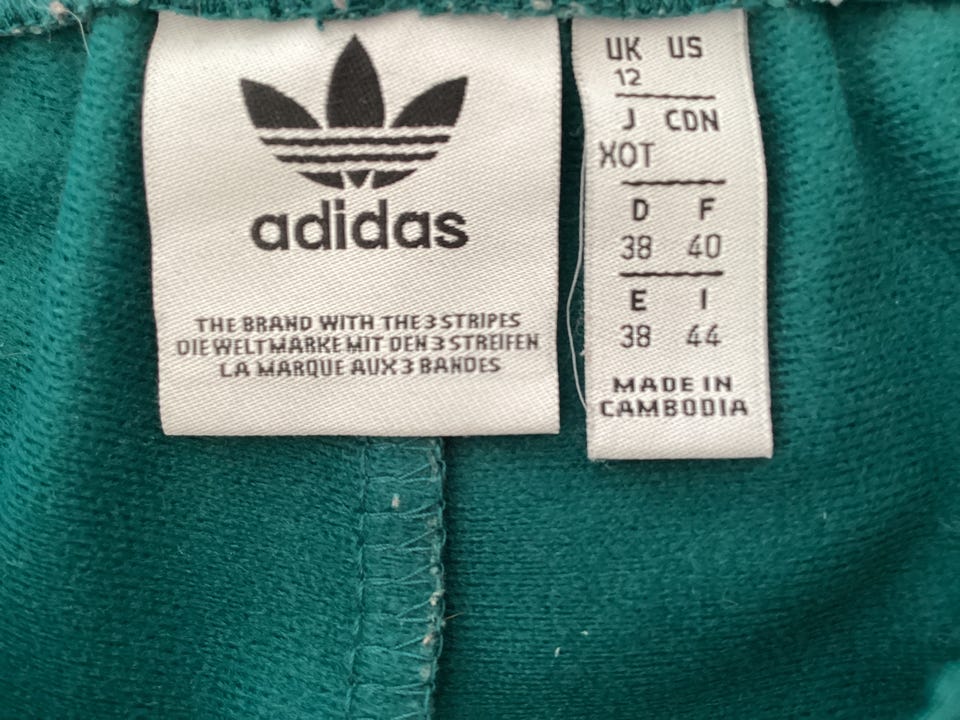 adidas
THE BRAND WITH THE 3 STRIPES
DIE WELTMARKE MIT DEN 3 STREIFEN
LA MARQUE AUX 3 BANDES
UK US
12
J CDN
XOT
D F
38 40
E I
38 44
MADE IN
CAMBODIA